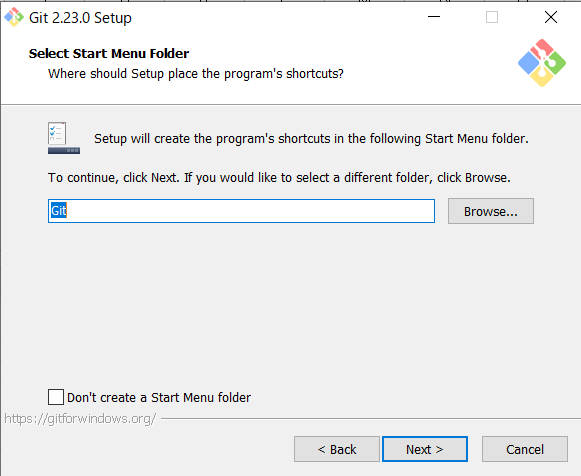 Git 2.23.0 Setup
Select Start Menu Folder
Where should Setup place the program's shortcuts?
Setup will create the program's shortcuts in the following Start Menu folder.
To continue, click Next. If you would like to select a different folder, click Browse.
Git
Browse...
Don't create a Start Menu folder
https://gitforwindows.org/
< Back
Next >
Cancel